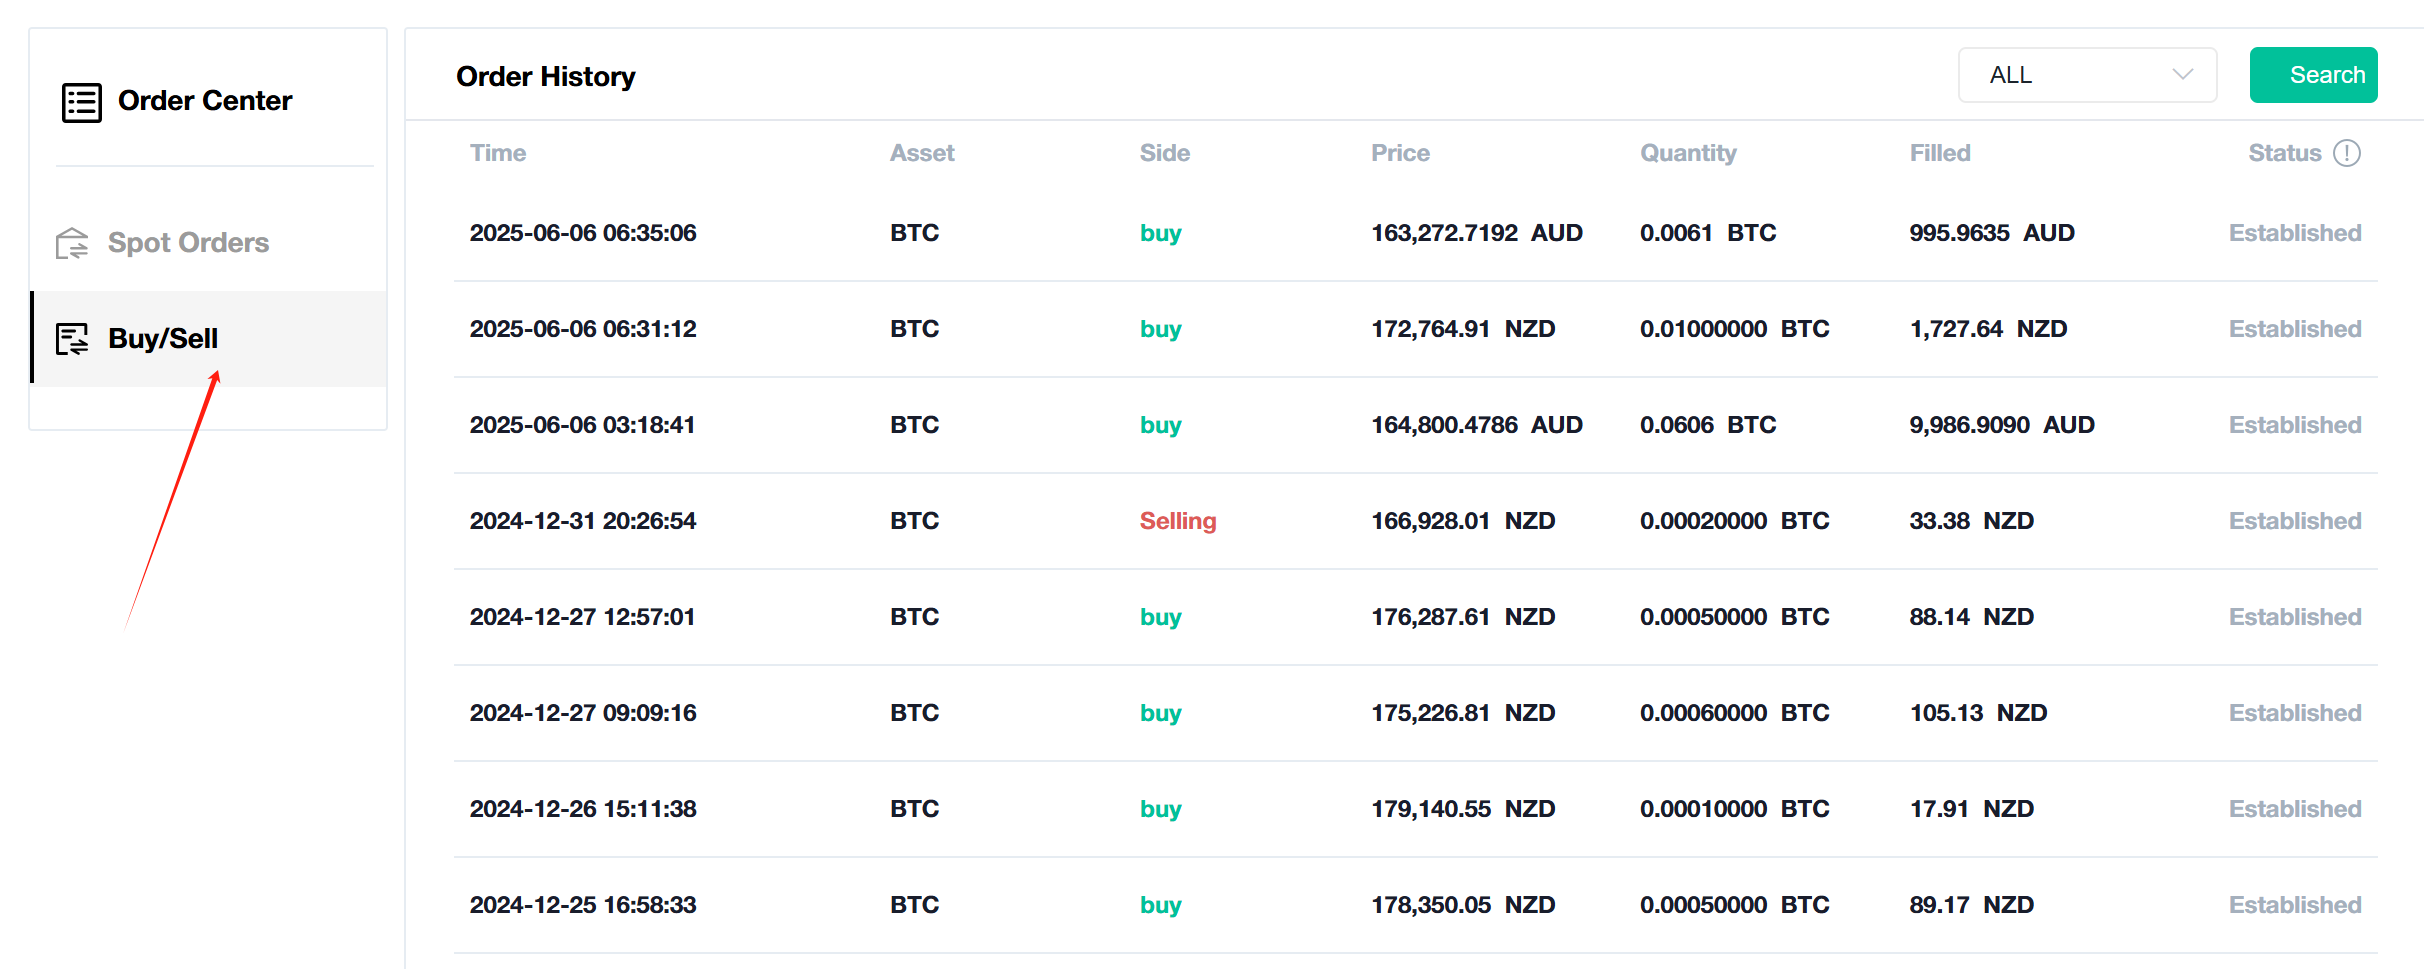 Order Center
Spot Orders
Buy/Sell
Order History
ALL
Search
Time Asset Side Price Quantity Filled Status
2025-06-06 06:35:06 BTC buy 163,272.7192 AUD 0.0061 BTC 995.9635 AUD Established
2025-06-06 06:31:12 BTC buy 172,764.91 NZD 0.01000000 BTC 1,727.64 NZD Established
2025-06-06 03:18:41 BTC buy 164,800.4786 AUD 0.0606 BTC 9,986.9090 AUD Established
2024-12-31 20:26:54 BTC Selling 166,928.01 NZD 0.00020000 BTC 33.38 NZD Established
2024-12-27 12:57:01 BTC buy 176,287.61 NZD 0.00050000 BTC 88.14 NZD Established
2024-12-27 09:09:16 BTC buy 175,226.81 NZD 0.00060000 BTC 105.13 NZD Established
2024-12-26 15:11:38 BTC buy 179,140.55 NZD 0.00010000 BTC 17.91 NZD Established
2024-12-25 16:58:33 BTC buy 178,350.05 NZD 0.00050000 BTC 89.17 NZD Established